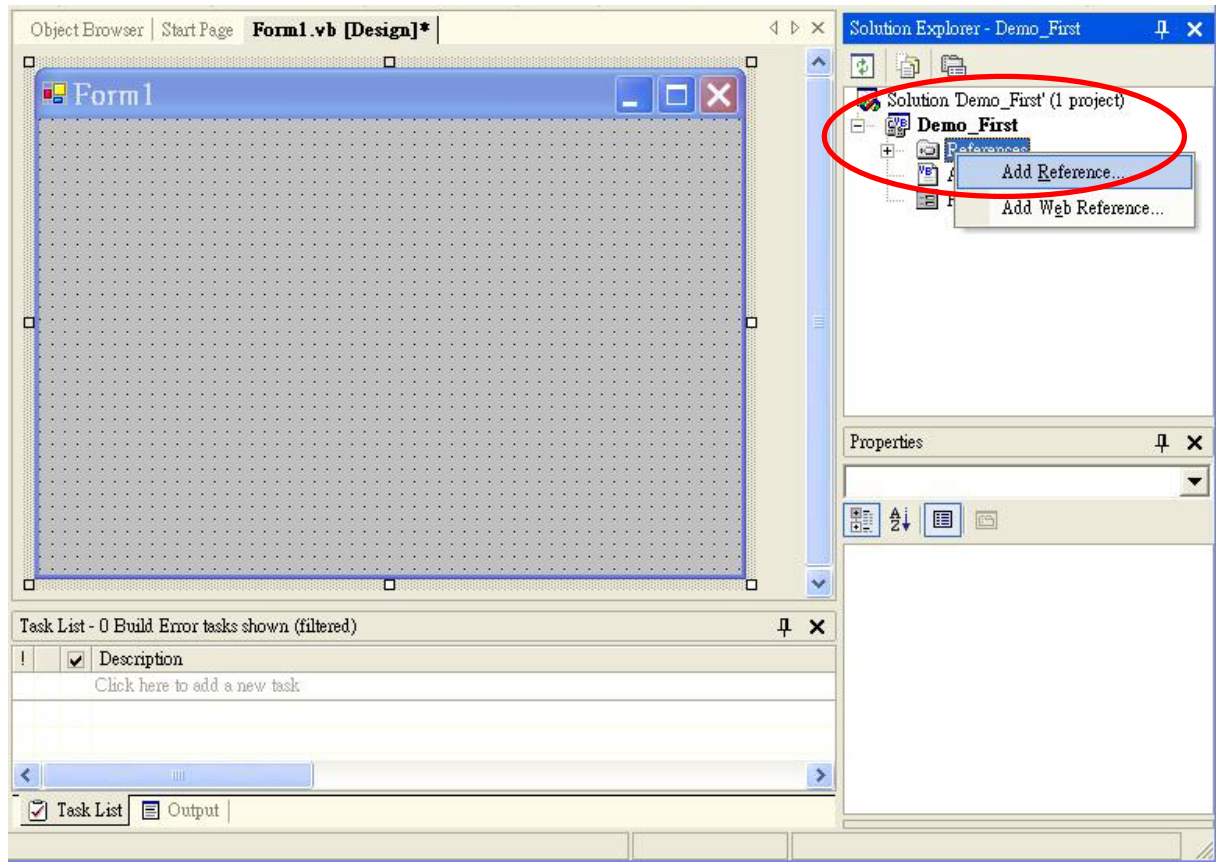 Object Browser | Start Page Form1.vb [Design]*
Form1
Task List - 0 Build Error tasks shown (filtered)
! Description
Click here to add a new task
Task List Output
Solution Explorer - Demo_First
Solution 'Demo_First' (1 project)
Demo_First
References
Add Reference...
Add Web Reference...
Properties